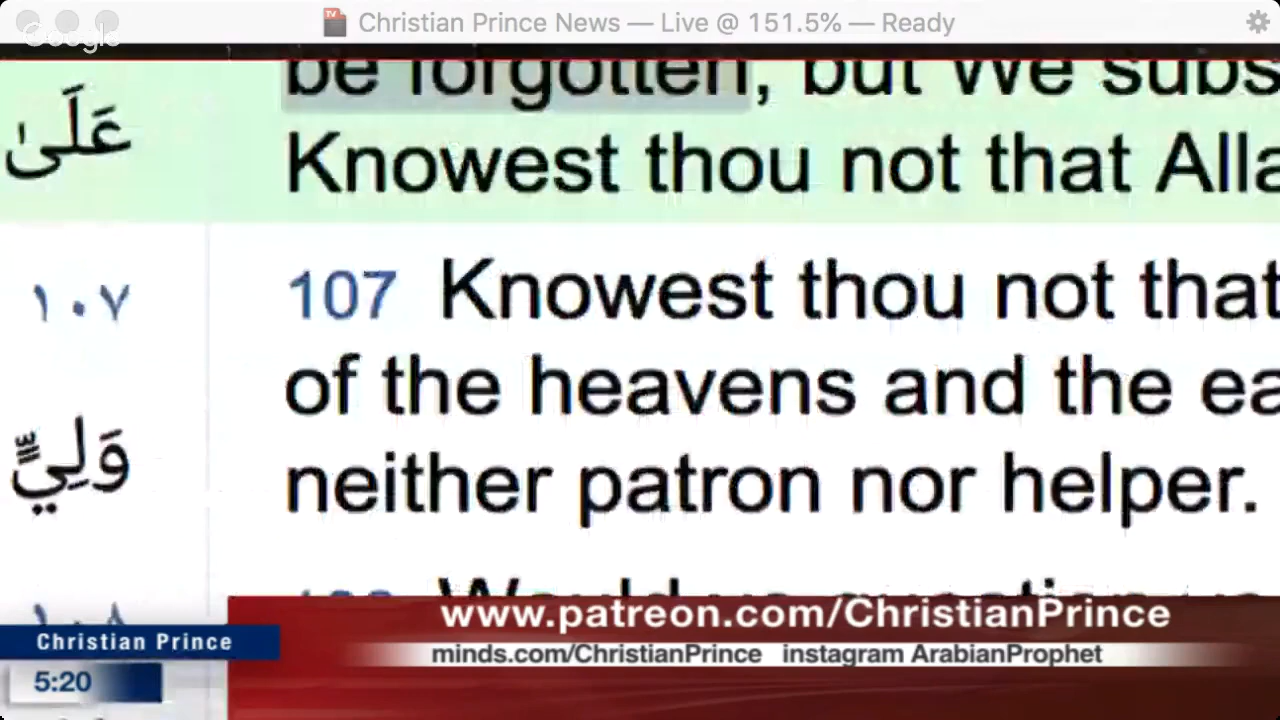 Christian Prince News — Live @ 151.5% — Ready
Google
be forgotten, but We subs
عَلَىٰ
Knowest thou not that Alla
١٠٧
107 Knowest thou not that
of the heavens and the ea
وَلِيٍّ
neither patron nor helper.
www.patreon.com/ChristianPrince
Christian Prince
minds.com/ChristianPrince instagram ArabianProphet
5:20